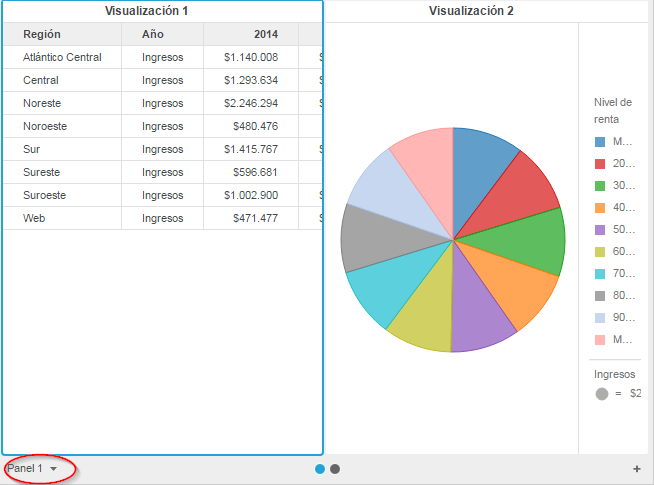 Visualización 1
Región Año 2014
Atlántico Central Ingresos $1.140.008 $
Central Ingresos $1.293.634 $
Noreste Ingresos $2.246.294 $
Noroeste Ingresos $480.476
Sur Ingresos $1.415.767 $
Sureste Ingresos $596.681
Suroeste Ingresos $1.002.900 $
Web Ingresos $471.477 $
Visualización 2
Nivel de
renta
M...
20...
30...
40...
50...
60...
70...
80...
90...
M...
Ingresos
= $2
Panel 1
+